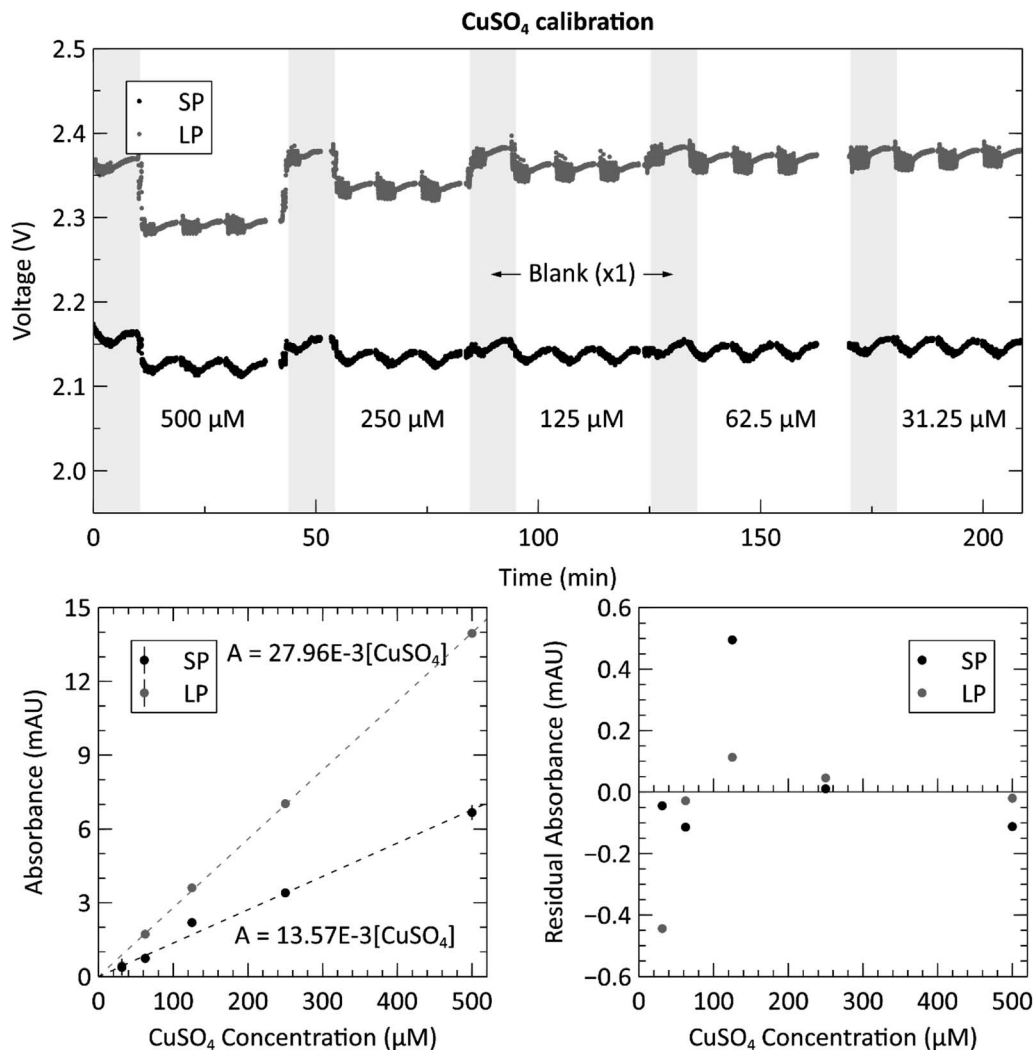 CuSO₄ calibration
2.5
2.4
2.3
2.2
2.1
2.0
Voltage (V)
SP
LP
Blank (x1)
500 µM
250 µM
125 µM
62.5 µM
31.25 µM
0
50
100
150
200
Time (min)
15
12
9
6
3
0
Absorbance (mAU)
SP
LP
A = 27.96E-3[CuSO₄]
A = 13.57E-3[CuSO₄]
0 100 200 300 400 500
CuSO₄ Concentration (µM)
0.6
0.4
0.2
0.0
−0.2
−0.4
−0.6
Residual Absorbance (mAU)
SP
LP
0 100 200 300 400 500
CuSO₄ Concentration (µM)